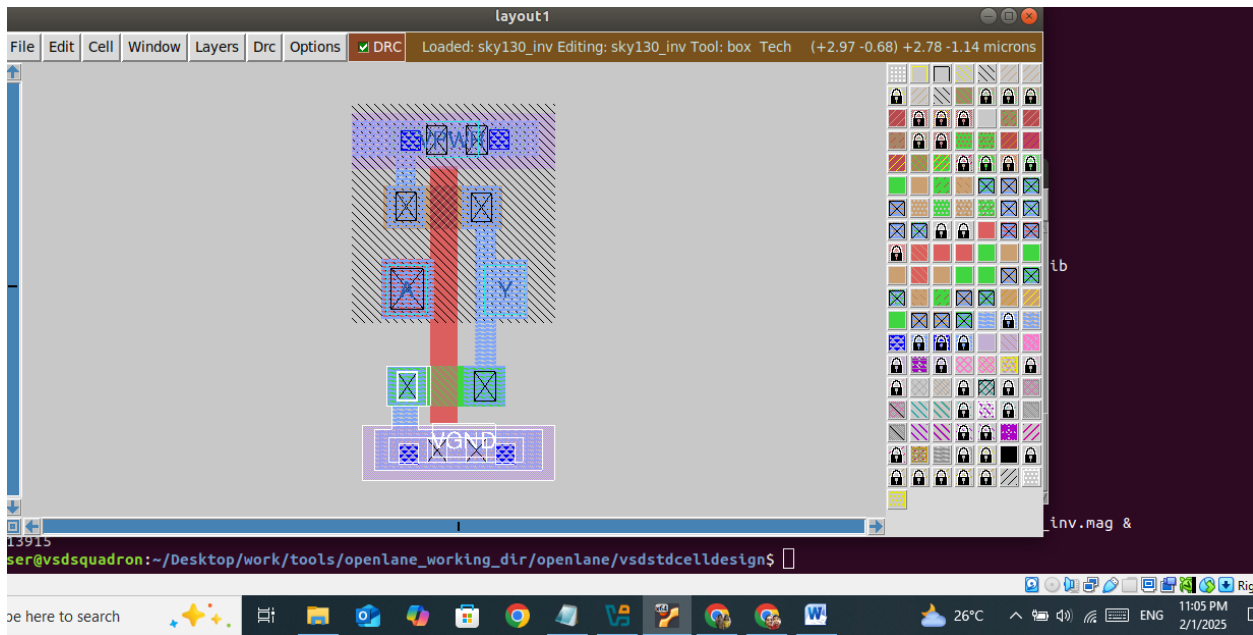 layout1
File Edit Cell Window Layers Drc Options DRC Loaded: sky130_inv Editing: sky130_inv Tool: box Tech (+2.97 -0.68) +2.78 -1.14 microns
VPWR
A Y
VGND
ib
_inv.mag &
13915
ser@vsdsquadron:~/Desktop/work/tools/openlane_working_dir/openlane/vsdstdcelldesign$
Rig
pe here to search 26°C ENG 11:05 PM
2/1/2025